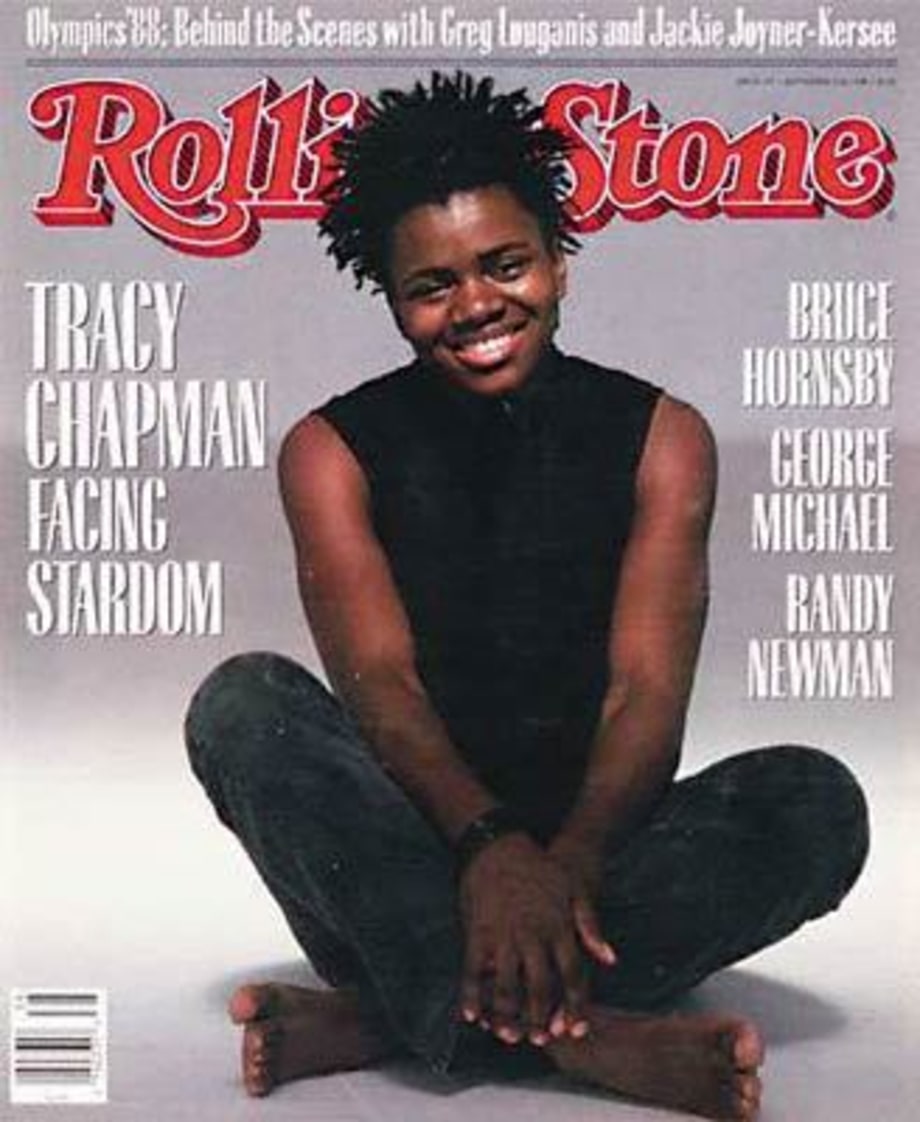 Olympics'88: Behind the Scenes with Greg Louganis and Jackie Joyner-Kersee
Rolli Stone
TRACY
CHAPMAN
FACING
STARDOM
BRUCE
HORNSBY
GEORGE
MICHAEL
RANDY
NEWMAN